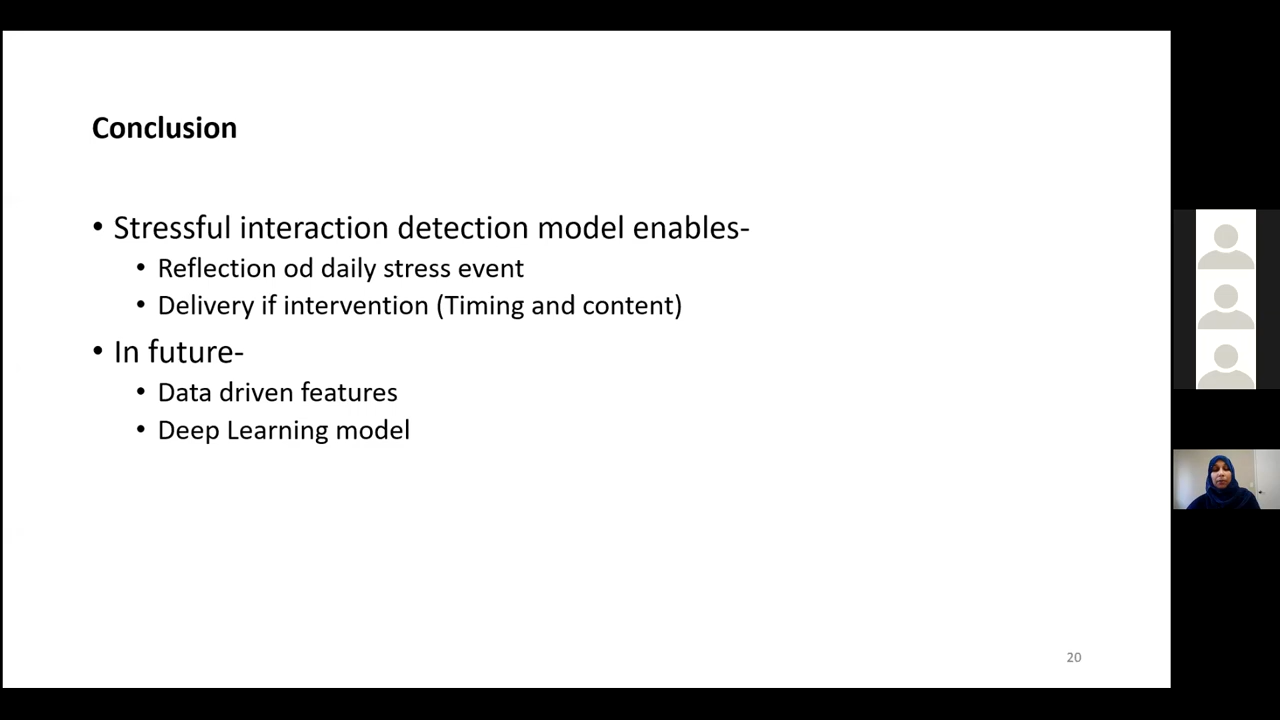 Conclusion
• Stressful interaction detection model enables-
• Reflection od daily stress event
• Delivery if intervention (Timing and content)
• In future-
• Data driven features
• Deep Learning model
20